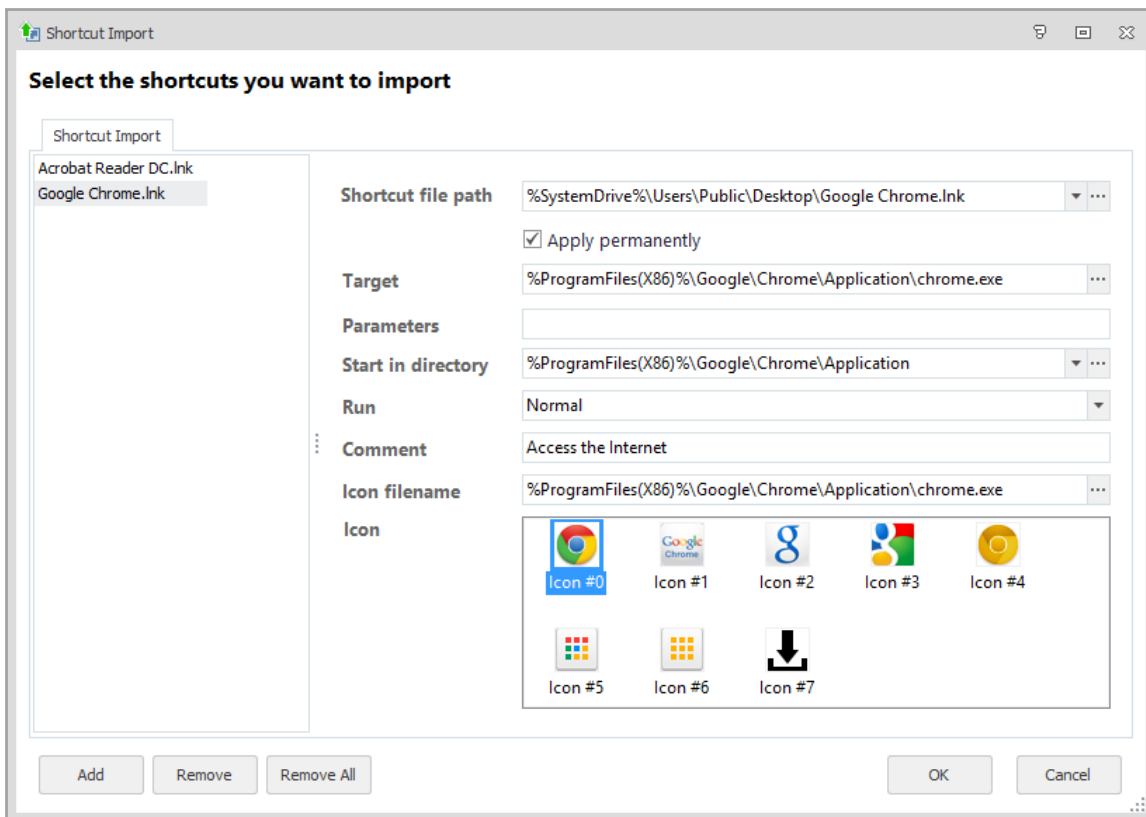 Shortcut Import
Select the shortcuts you want to import
Shortcut Import
Acrobat Reader DC.lnk
Google Chrome.lnk
Shortcut file path %SystemDrive%\Users\Public\Desktop\Google Chrome.lnk
Apply permanently
Target %ProgramFiles(X86)%\Google\Chrome\Application\chrome.exe
Parameters
Start in directory %ProgramFiles(X86)%\Google\Chrome\Application
Run Normal
Comment Access the Internet
Icon filename %ProgramFiles(X86)%\Google\Chrome\Application\chrome.exe
Icon
Google
Chrome
g
Icon #0 Icon #1 Icon #2 Icon #3 Icon #4
Icon #5 Icon #6 Icon #7
Add Remove Remove All OK Cancel